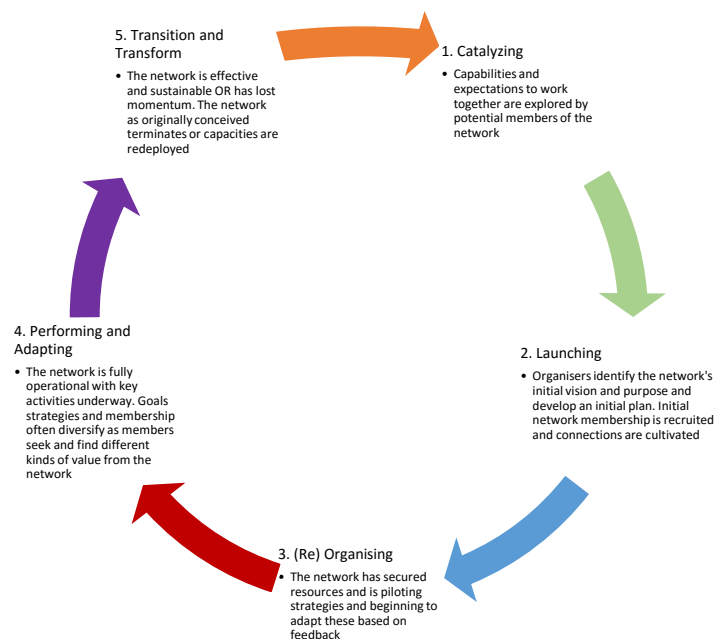 1. Catalyzing
• Capabilities and
expectations to work
together are explored by
potential members of the
network
2. Launching
• Organisers identify the network's
initial vision and purpose and
develop an initial plan. Initial
network membership is recruited
and connections are cultivated
3. (Re) Organising
• The network has secured
resources and is piloting
strategies and beginning to
adapt these based on
feedback
4. Performing and
Adapting
• The network is fully
operational with key
activities underway. Goals
strategies and membership
often diversify as members
seek and find different
kinds of value from the
network
5. Transition and
Transform
• The network is effective
and sustainable OR has lost
momentum. The network
as originally conceived
terminates or capacities are
redeployed